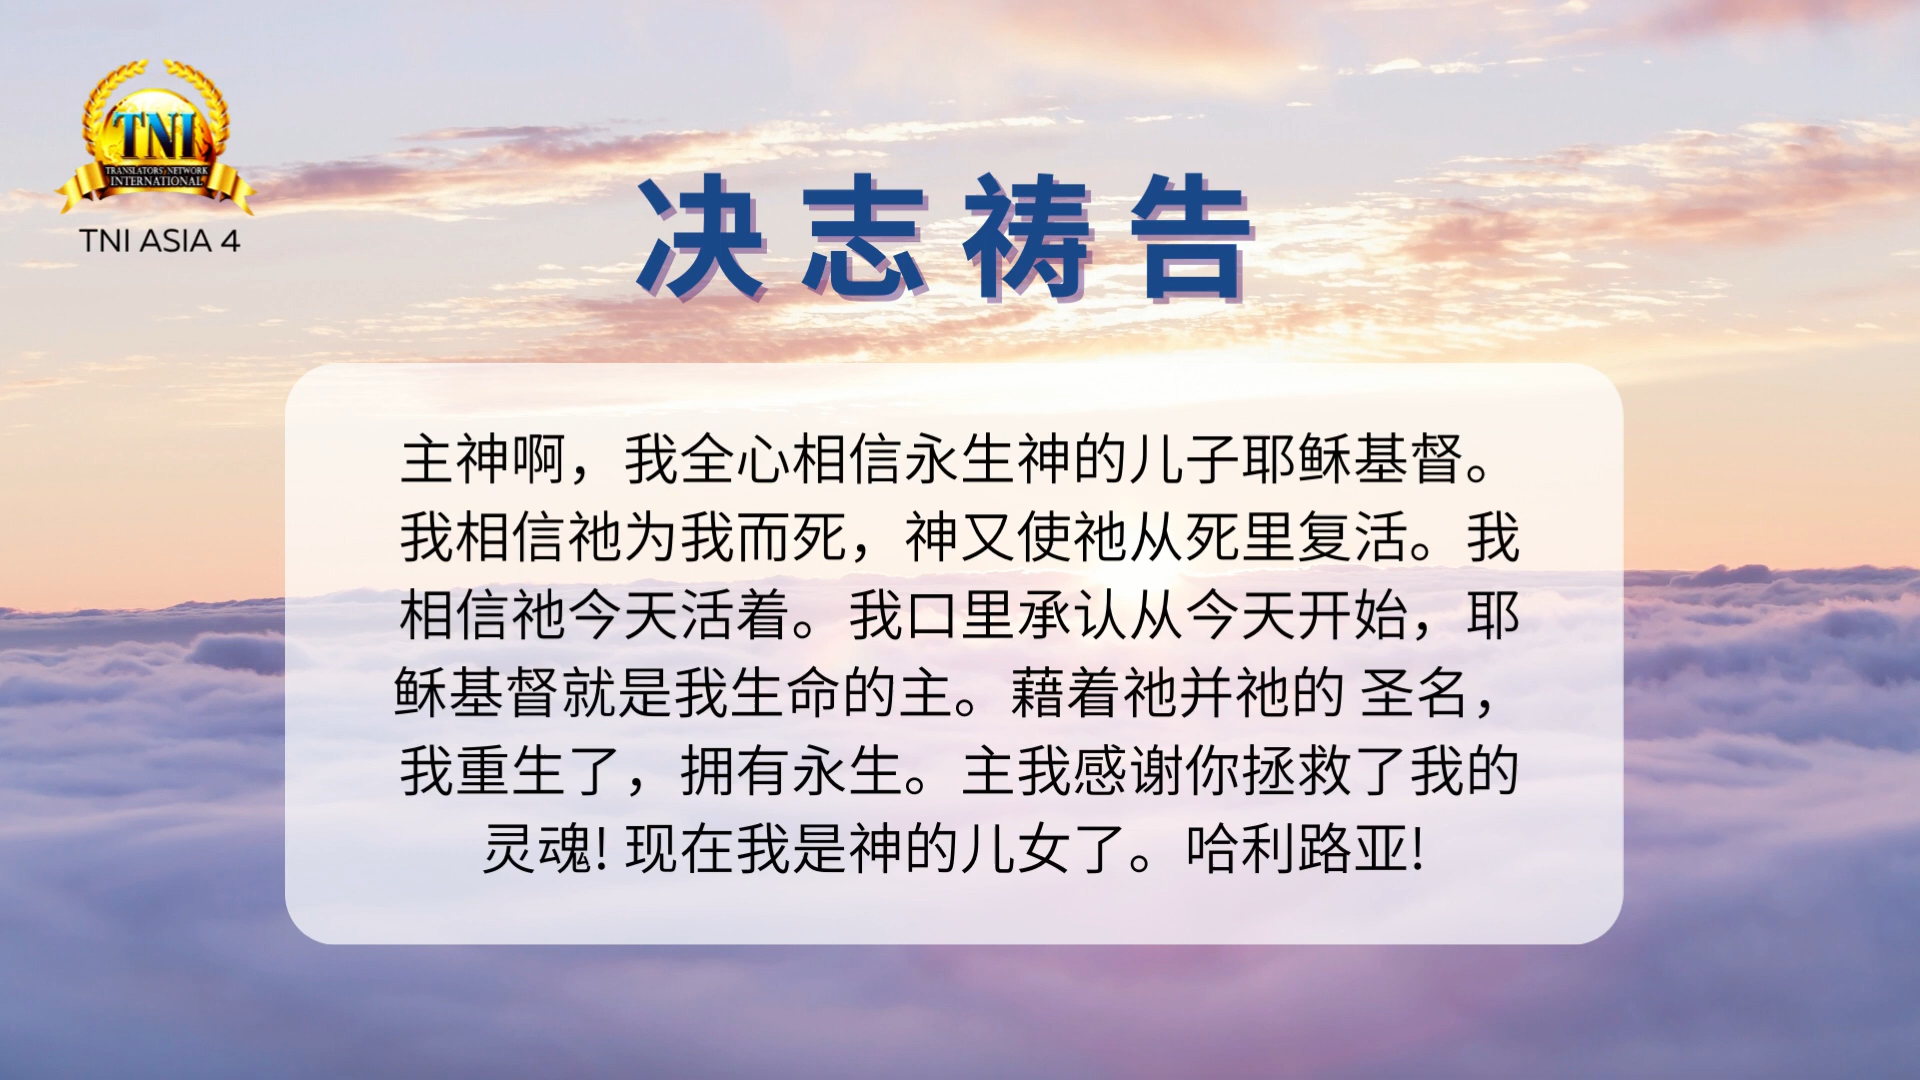 TNI
TRANSLATORS NETWORK
INTERNATIONAL
TNI ASIA 4
决志祷告
主神啊，我全心相信永生神的儿子耶稣基督。
我相信祂为我而死，神又使祂从死里复活。我
相信祂今天活着。我口里承认从今天开始，耶
稣基督就是我生命的主。藉着祂并祂的 圣名，
我重生了，拥有永生。主我感谢你拯救了我的
灵魂! 现在我是神的儿女了。哈利路亚!